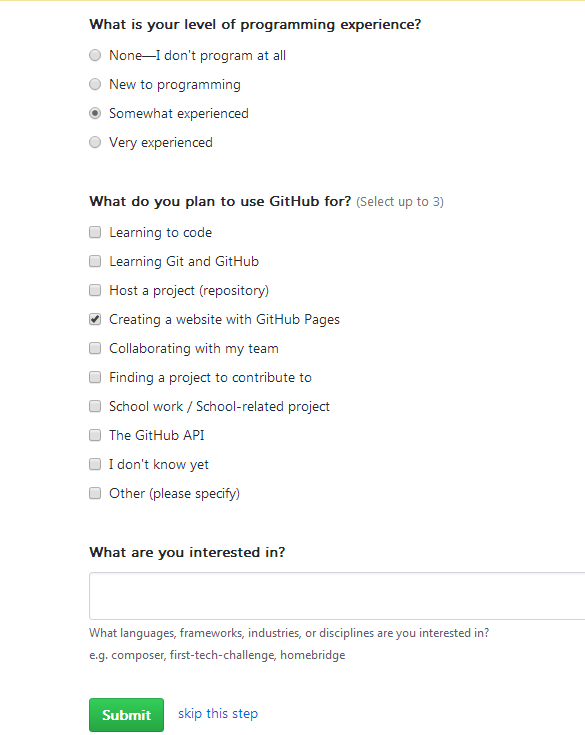 What is your level of programming experience?
None—I don't program at all
New to programming
Somewhat experienced
Very experienced
What do you plan to use GitHub for? (Select up to 3)
Learning to code
Learning Git and GitHub
Host a project (repository)
Creating a website with GitHub Pages
Collaborating with my team
Finding a project to contribute to
School work / School-related project
The GitHub API
I don't know yet
Other (please specify)
What are you interested in?
What languages, frameworks, industries, or disciplines are you interested in?
e.g. composer, first-tech-challenge, homebridge
Submit skip this step